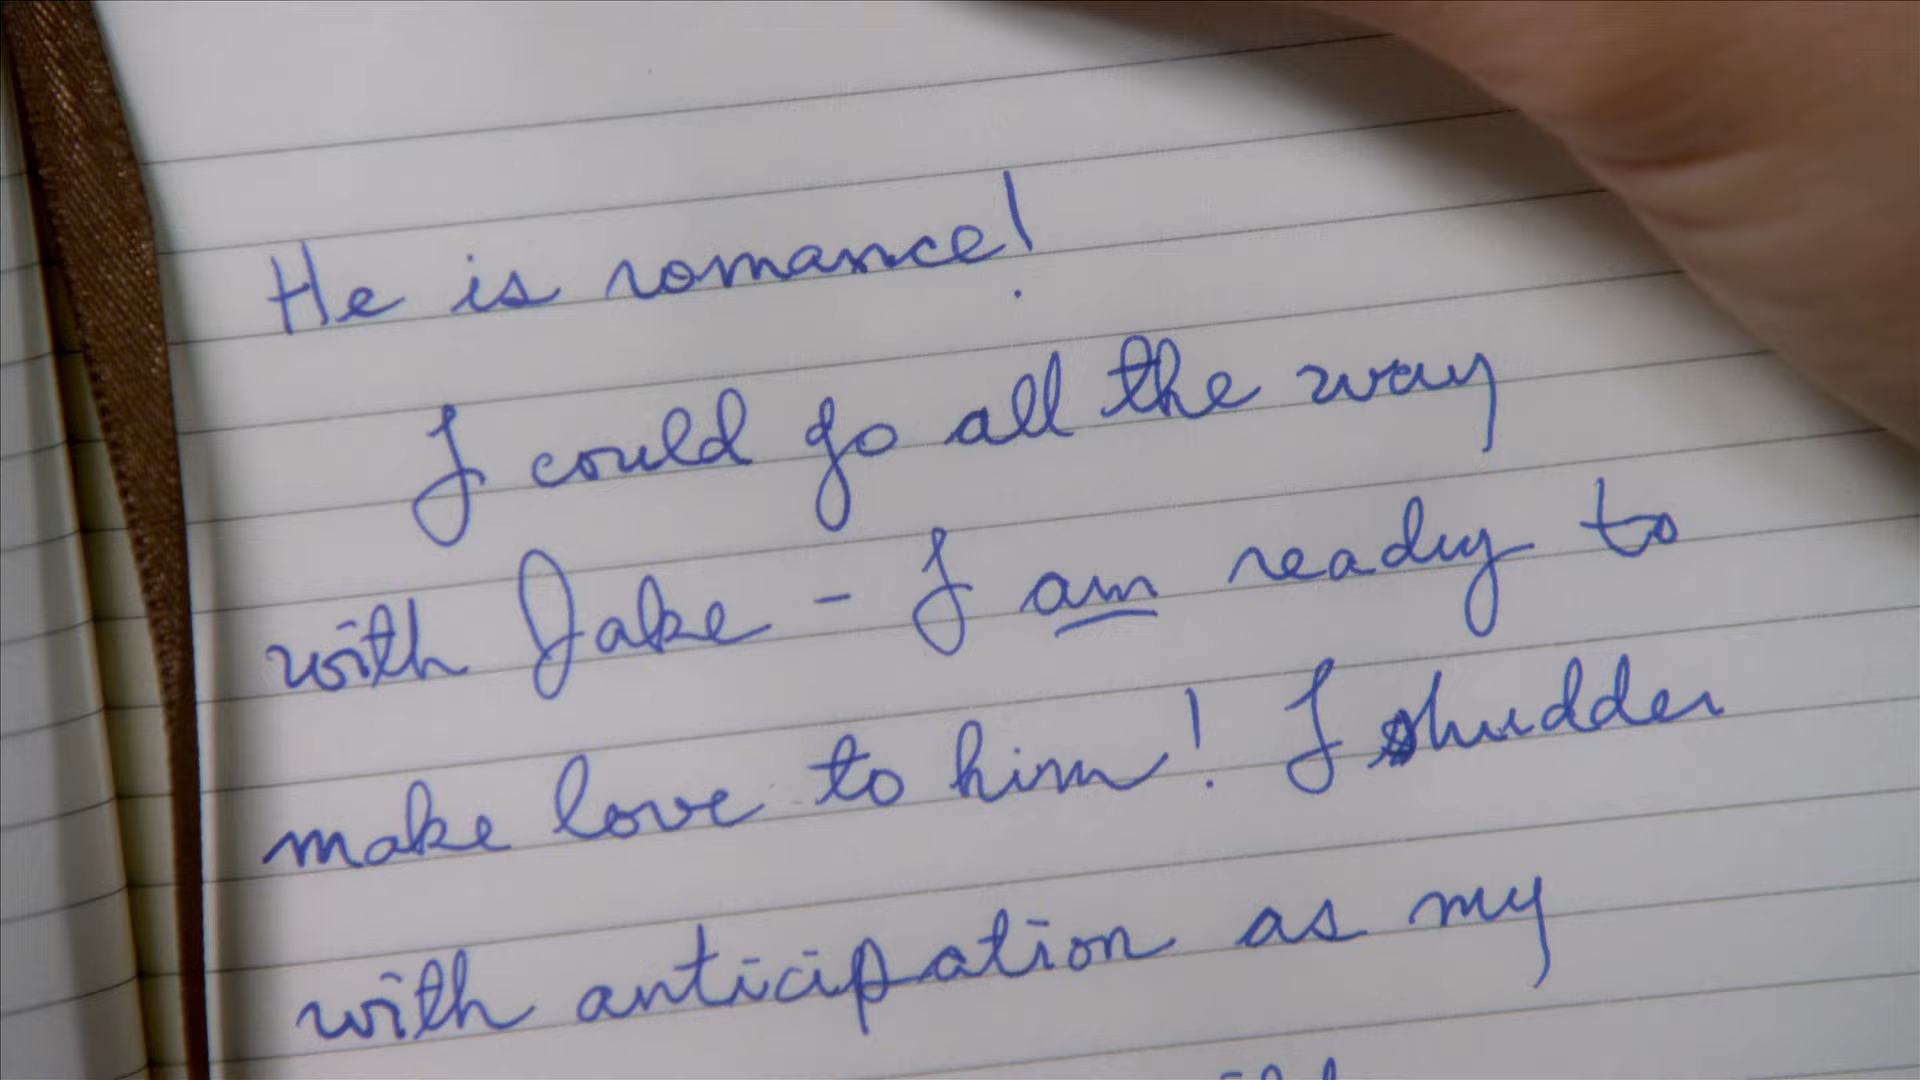 He is romance!
I could go all the way
with Jake - I am ready to
make love to him! I shudder
with anticipation as my